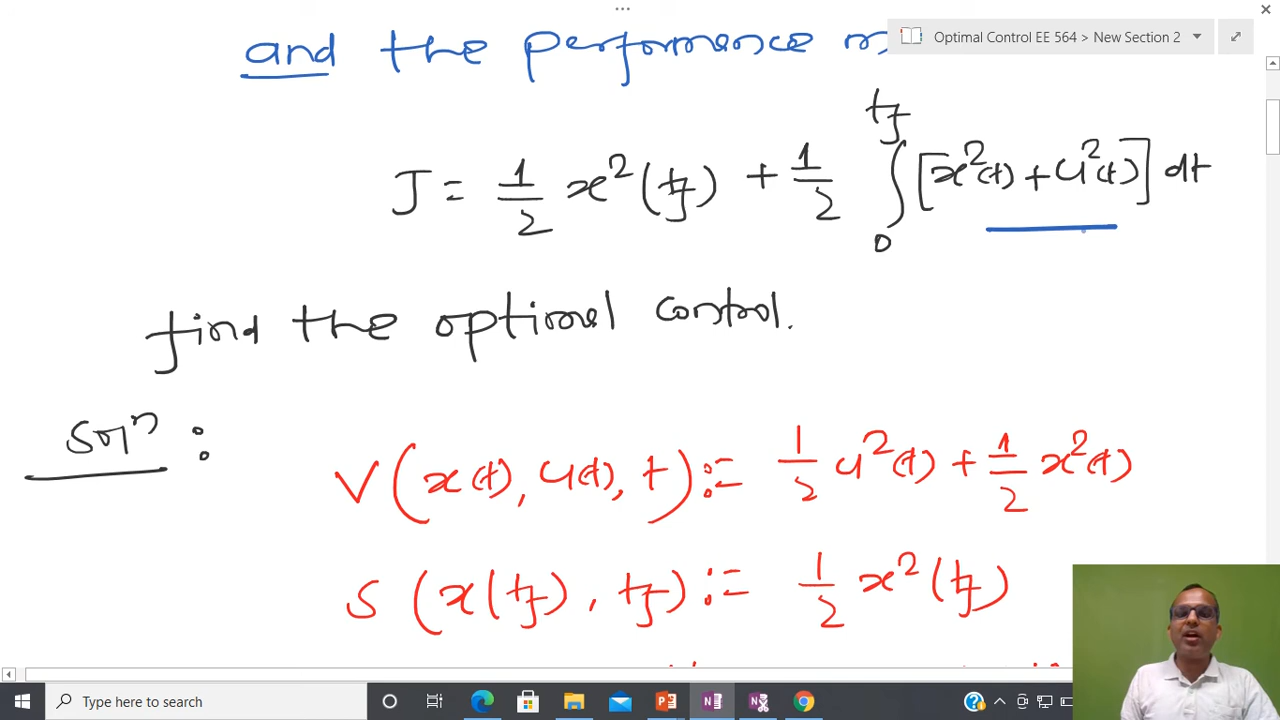 and the performance m
Optimal Control EE 564 > New Section 2
J = 1/2 x²(tf) + 1/2 ∫₀^tf [x²(t) + u²(t)] dt
find the optimal control.
Solⁿ :
V(x(t), u(t), t) := 1/2 u²(t) + 1/2 x²(t)
S(x(tf), tf) := 1/2 x²(tf)
Type here to search